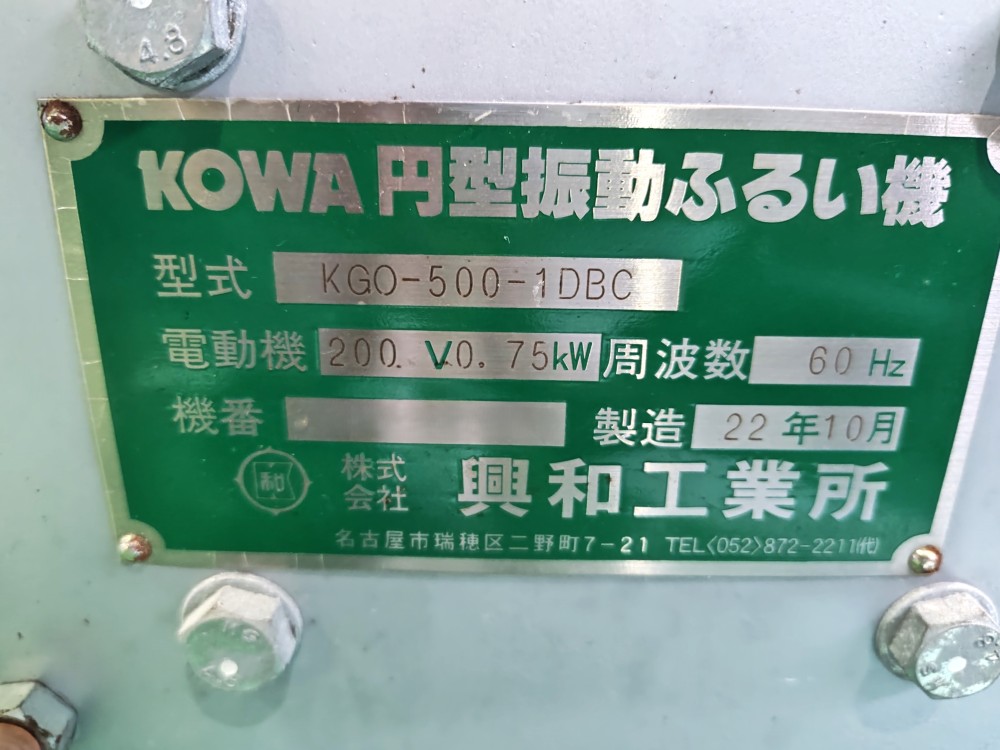 4.8
KOWA 円型振動ふるい機
型式 KGO-500-1DBC
電動機 200 V 0.75kW 周波数 60 Hz
機番 製造 22年10月
和 株式会社 興和工業所
名古屋市瑞穂区二野町7-21 TEL〈052〉872-2211(代)